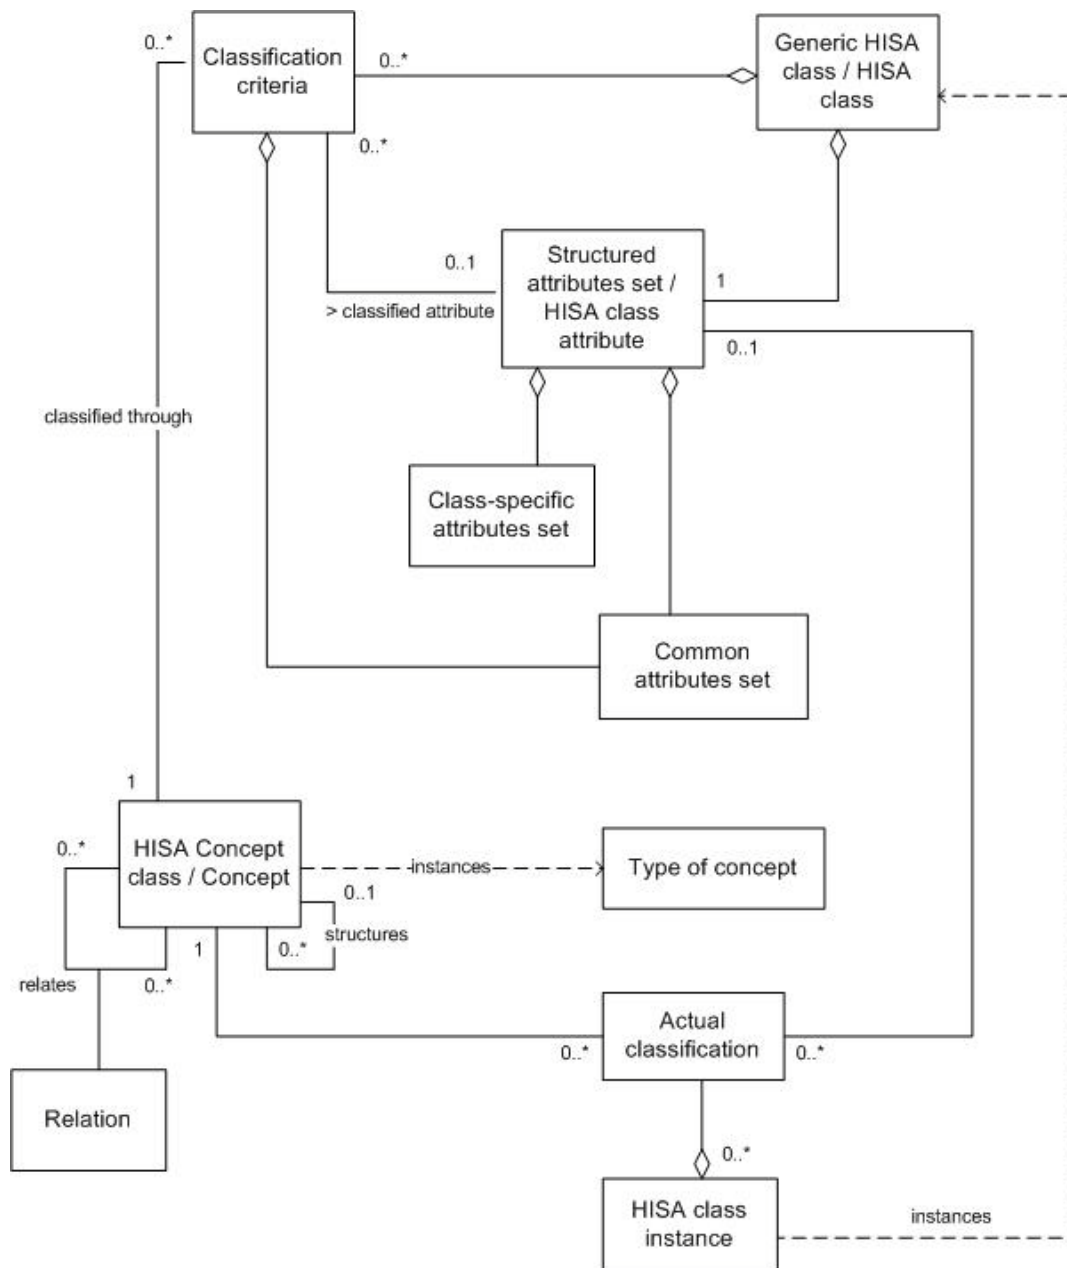 0..*
Classification
criteria
0..*
Generic HISA
class / HISA
class
0..*
0..1
> classified attribute
Structured
attributes set /
HISA class
attribute
1
0..1
classified through
Class-specific
attributes set
Common
attributes set
1
0..*
HISA Concept
class / Concept
instances
Type of concept
0..1
structures
1
0..*
relates
0..*
Actual
classification
0..*
0..*
Relation
0..*
HISA class
instance
instances